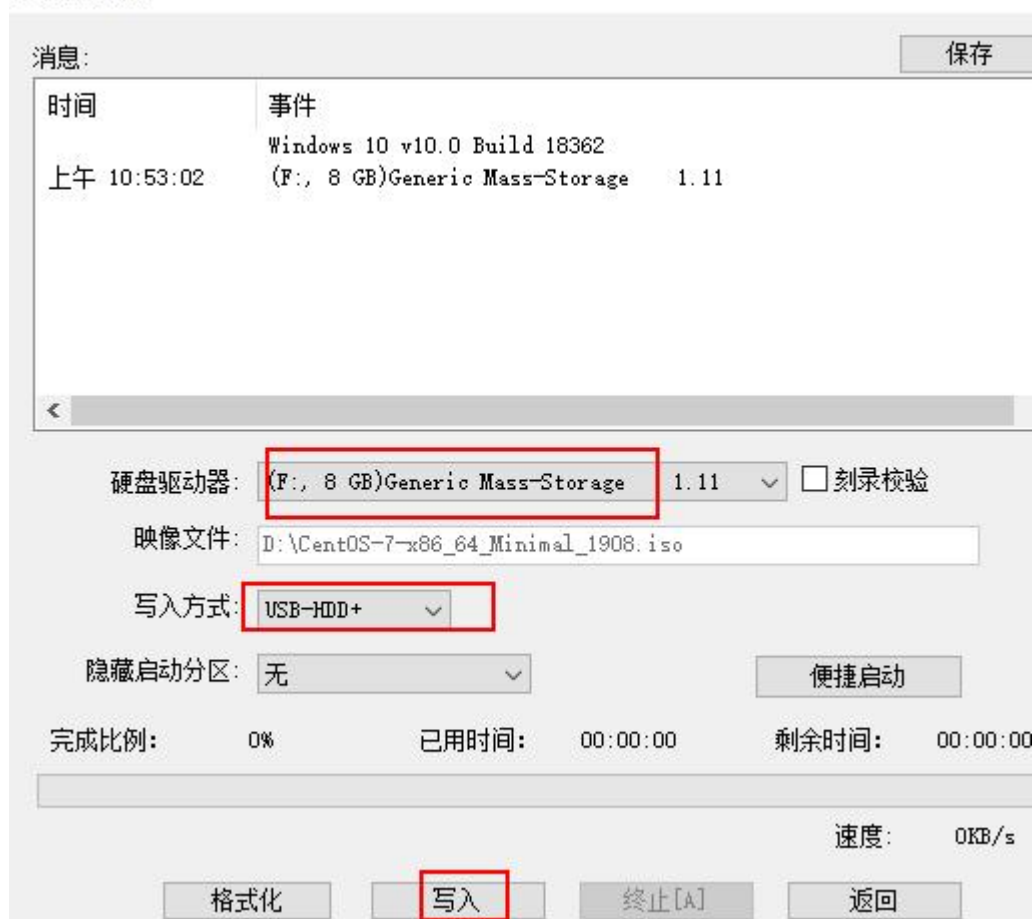 消息:
保存
时间 事件
Windows 10 v10.0 Build 18362
上午 10:53:02 (F:, 8 GB)Generic Mass-Storage 1.11
硬盘驱动器: (F:, 8 GB)Generic Mass-Storage 1.11 刻录校验
映像文件: D:\CentOS-7-x86_64_Minimal_1908.iso
写入方式: USB-HDD+
隐藏启动分区: 无 便捷启动
完成比例: 0% 已用时间: 00:00:00 剩余时间: 00:00:00
速度: 0KB/s
格式化 写入 终止[A] 返回